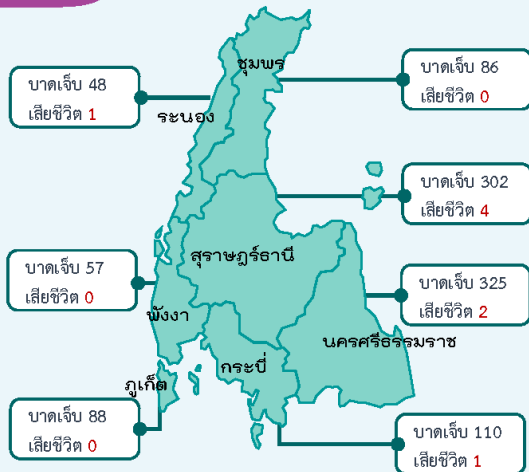 ชุมพร
บาดเจ็บ 86
เสียชีวิต 0
บาดเจ็บ 48
เสียชีวิต 1
ระนอง
บาดเจ็บ 302
เสียชีวิต 4
สุราษฎร์ธานี
บาดเจ็บ 57
เสียชีวิต 0
บาดเจ็บ 325
เสียชีวิต 2
พังงา
นครศรีธรรมราช
กระบี่
ภูเก็ต
บาดเจ็บ 88
เสียชีวิต 0
บาดเจ็บ 110
เสียชีวิต 1